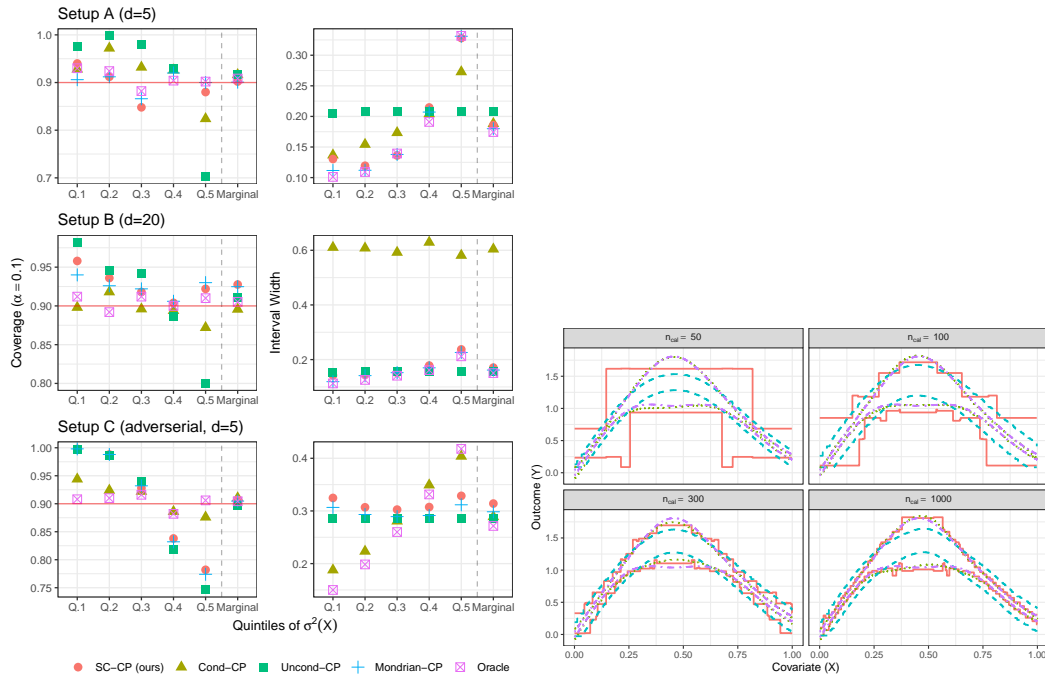 Setup A (d=5)
1.0
0.9
0.8
0.7
Q.1 Q.2 Q.3 Q.4 Q.5 Marginal
0.30
0.25
0.20
0.15
0.10
Q.1 Q.2 Q.3 Q.4 Q.5 Marginal
Setup B (d=20)
Coverage (α = 0.1)
0.95
0.90
0.85
0.80
Q.1 Q.2 Q.3 Q.4 Q.5 Marginal
Interval Width
0.6
0.4
0.2
Q.1 Q.2 Q.3 Q.4 Q.5 Marginal
Setup C (adverserial, d=5)
1.00
0.95
0.90
0.85
0.80
0.75
Q.1 Q.2 Q.3 Q.4 Q.5 Marginal
0.4
0.3
0.2
Q.1 Q.2 Q.3 Q.4 Q.5 Marginal
Quintiles of σ²(X)
SC-CP (ours) Cond-CP Uncond-CP Mondrian-CP Oracle
n_cal = 50
n_cal = 100
Outcome (Y)
1.5
1.0
0.5
0.0
n_cal = 300
n_cal = 1000
1.5
1.0
0.5
0.0
0.00 0.25 0.50 0.75 1.00
0.00 0.25 0.50 0.75 1.00
Covariate (X)